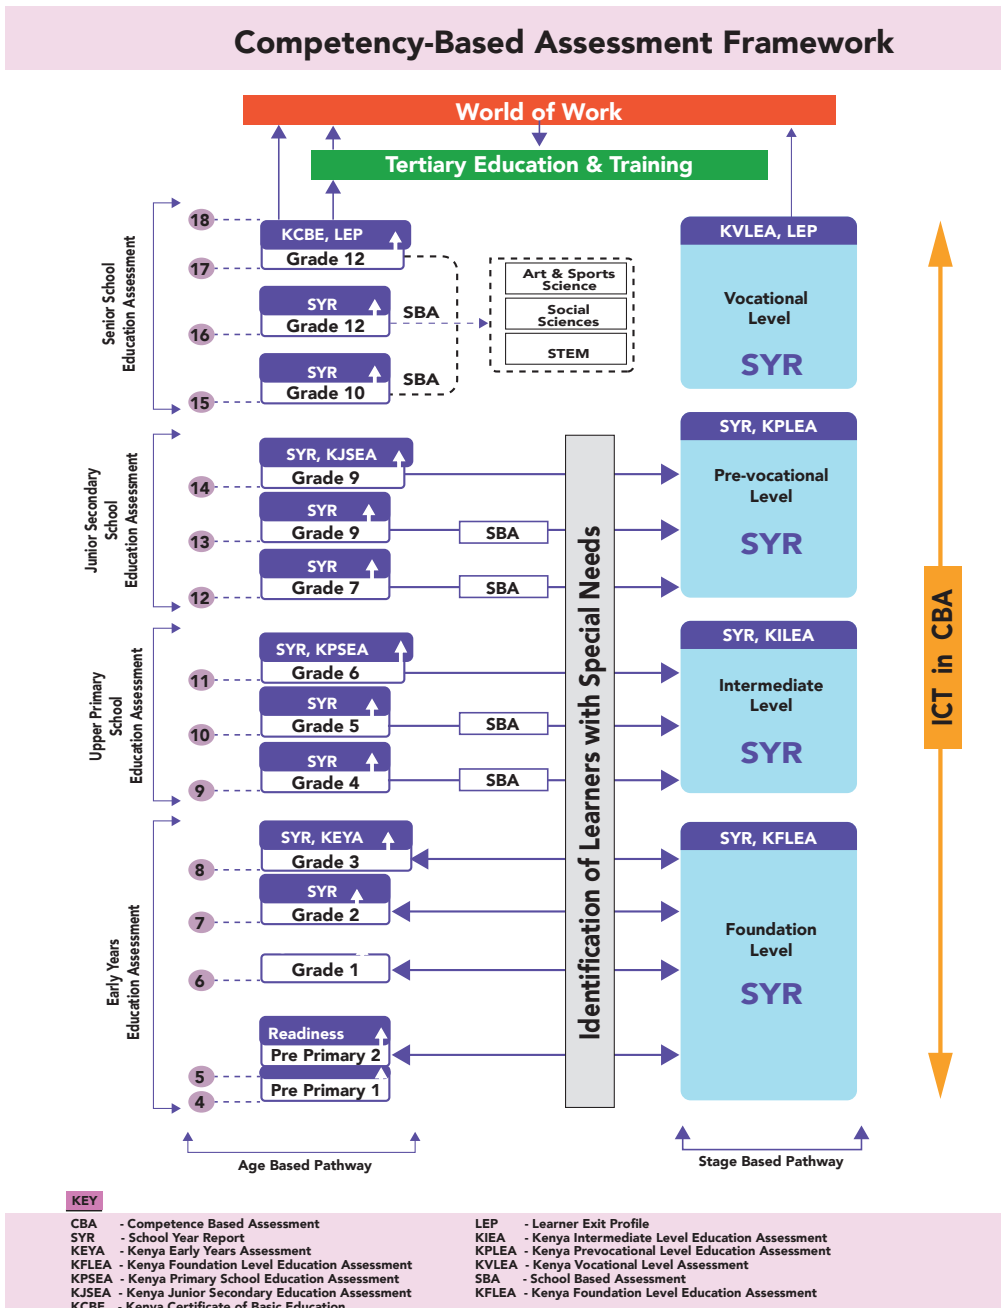 Competency-Based Assessment Framework
World of Work
Tertiary Education & Training
Senior School
Education Assessment
18
17
16
15
KCBE, LEP
Grade 12
SYR
Grade 12
SBA
SYR
Grade 10
SBA
Art & Sports
Science
Social
Sciences
STEM
KVLEA, LEP
Vocational
Level
SYR
Junior Secondary
School
Education Assessment
14
13
12
SYR, KJSEA
Grade 9
SYR
Grade 9
SBA
SYR
Grade 7
SBA
SYR, KPLEA
Pre-vocational
Level
SYR
Upper Primary
School
Education Assessment
11
10
9
SYR, KPSEA
Grade 6
SYR
Grade 5
SBA
SYR
Grade 4
SBA
SYR, KILEA
Intermediate
Level
SYR
Early Years
Education Assessment
8
7
6
5
4
SYR, KEYA
Grade 3
SYR
Grade 2
Grade 1
Readiness
Pre Primary 2
Pre Primary 1
SYR, KFLEA
Foundation
Level
SYR
Identification of Learners with Special Needs
ICT in CBA
Age Based Pathway
Stage Based Pathway
KEY
CBA - Competence Based Assessment
SYR - School Year Report
KEYA - Kenya Early Years Assessment
KFLEA - Kenya Foundation Level Education Assessment
KPSEA - Kenya Primary School Education Assessment
KJSEA - Kenya Junior Secondary Education Assessment
KCBE - Kenya Certificate of Basic Education
LEP - Learner Exit Profile
KIEA - Kenya Intermediate Level Education Assessment
KPLEA - Kenya Prevocational Level Education Assessment
KVLEA - Kenya Vocational Level Assessment
SBA - School Based Assessment
KFLEA - Kenya Foundation Level Education Assessment